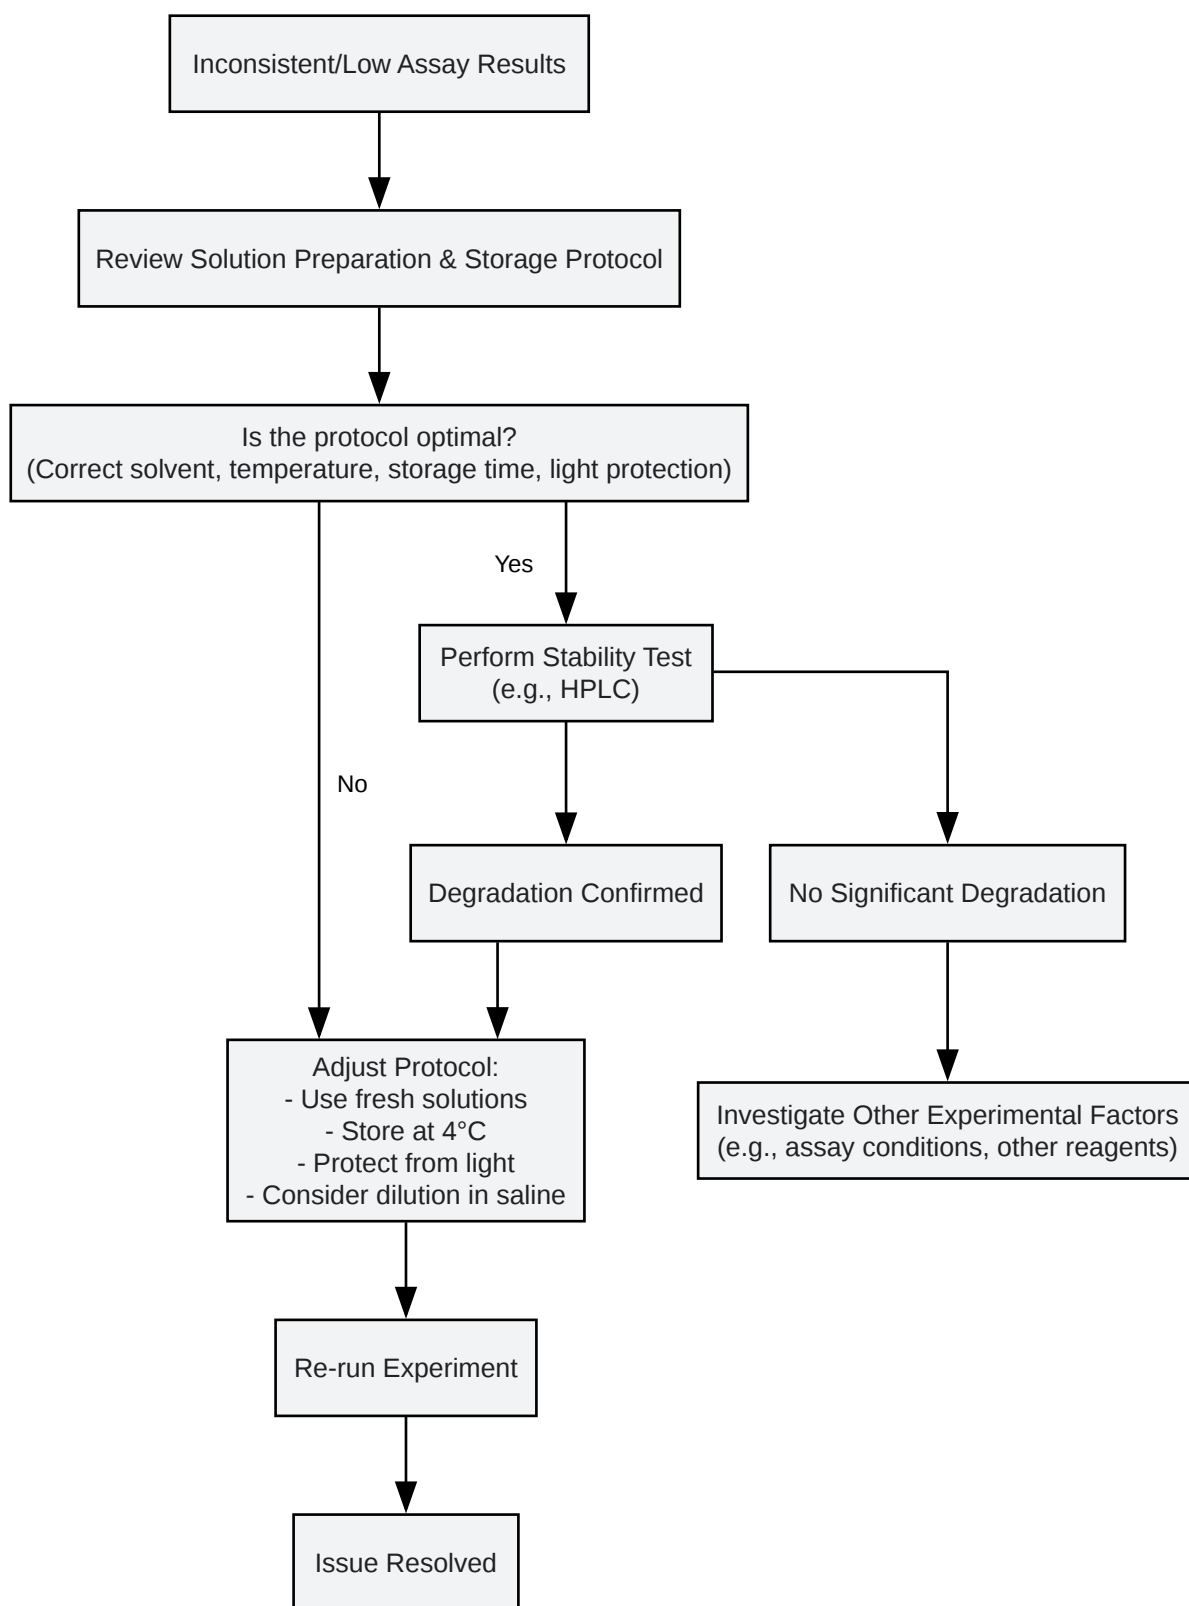 Inconsistent/Low Assay Results
Review Solution Preparation & Storage Protocol
Is the protocol optimal?
(Correct solvent, temperature, storage time, light protection)
Yes
Perform Stability Test
(e.g., HPLC)
No
Degradation Confirmed
No Significant Degradation
Adjust Protocol:
- Use fresh solutions
- Store at 4°C
- Protect from light
- Consider dilution in saline
Investigate Other Experimental Factors
(e.g., assay conditions, other reagents)
Re-run Experiment
Issue Resolved